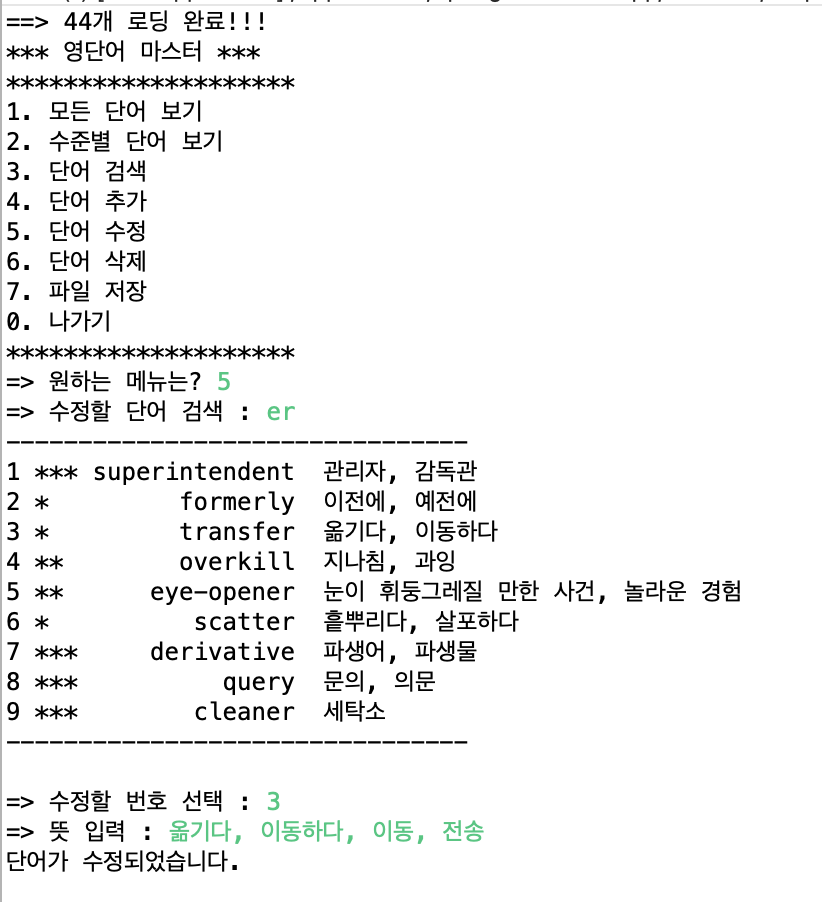 ==> 44개 로딩 완료!!!
*** 영단어 마스터 ***
********************
1. 모든 단어 보기
2. 수준별 단어 보기
3. 단어 검색
4. 단어 추가
5. 단어 수정
6. 단어 삭제
7. 파일 저장
0. 나가기
********************
=> 원하는 메뉴는? 5
=> 수정할 단어 검색 : er
--------------------------------
1 *** superintendent  관리자, 감독관
2 *         formerly  이전에, 예전에
3 *         transfer  옮기다, 이동하다
4 **        overkill  지나침, 과잉
5 **      eye-opener  눈이 휘둥그레질 만한 사건, 놀라운 경험
6 *          scatter  흩뿌리다, 살포하다
7 ***     derivative  파생어, 파생물
8 ***          query  문의, 의문
9 ***        cleaner  세탁소
--------------------------------
=> 수정할 번호 선택 : 3
=> 뜻 입력 : 옮기다, 이동하다, 이동, 전송
단어가 수정되었습니다.